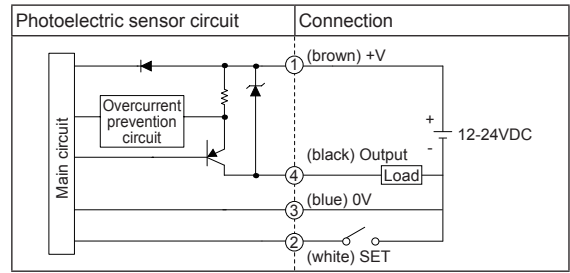 Photoelectric sensor circuit
Connection
1
(brown) +V
Overcurrent
prevention
circuit
Main circuit
+
-
12-24VDC
(black) Output
4
Load
(blue) 0V
3
2
(white) SET